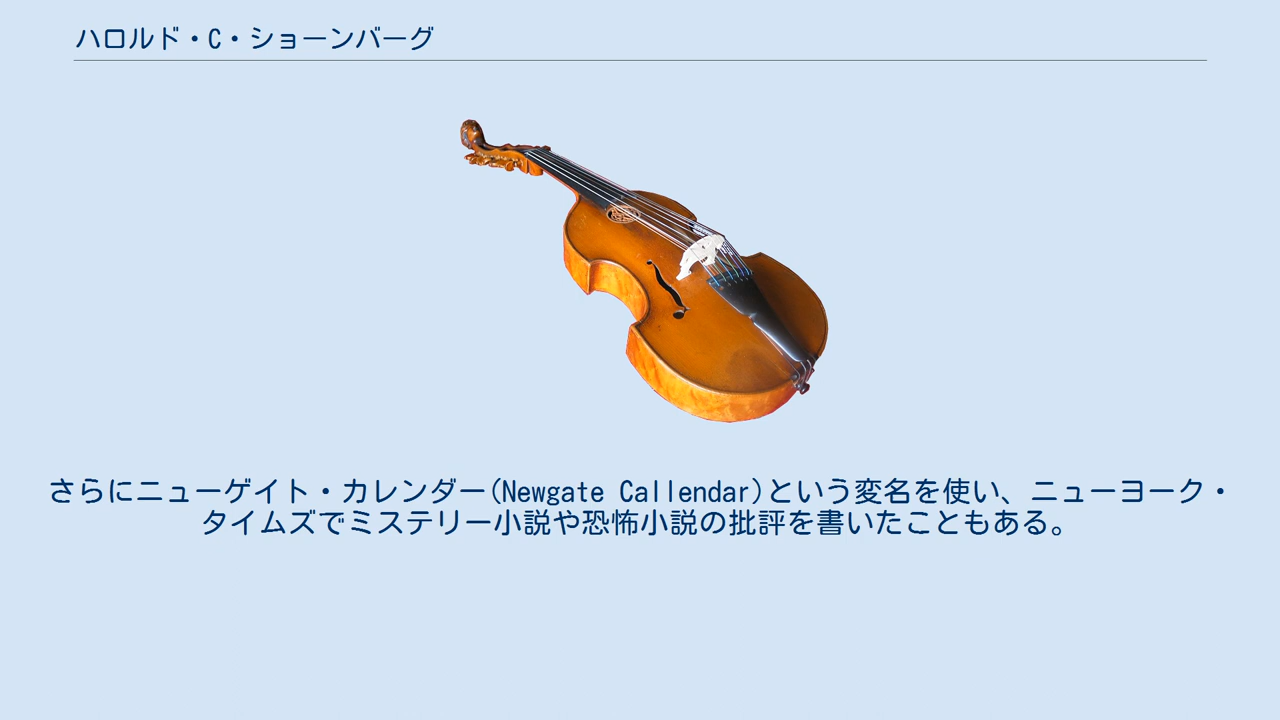 ハロルド・C・ショーンバーグ
さらにニューゲイト・カレンダー(Newgate Callendar)という変名を使い、ニューヨーク・
タイムズでミステリー小説や恐怖小説の批評を書いたこともある。